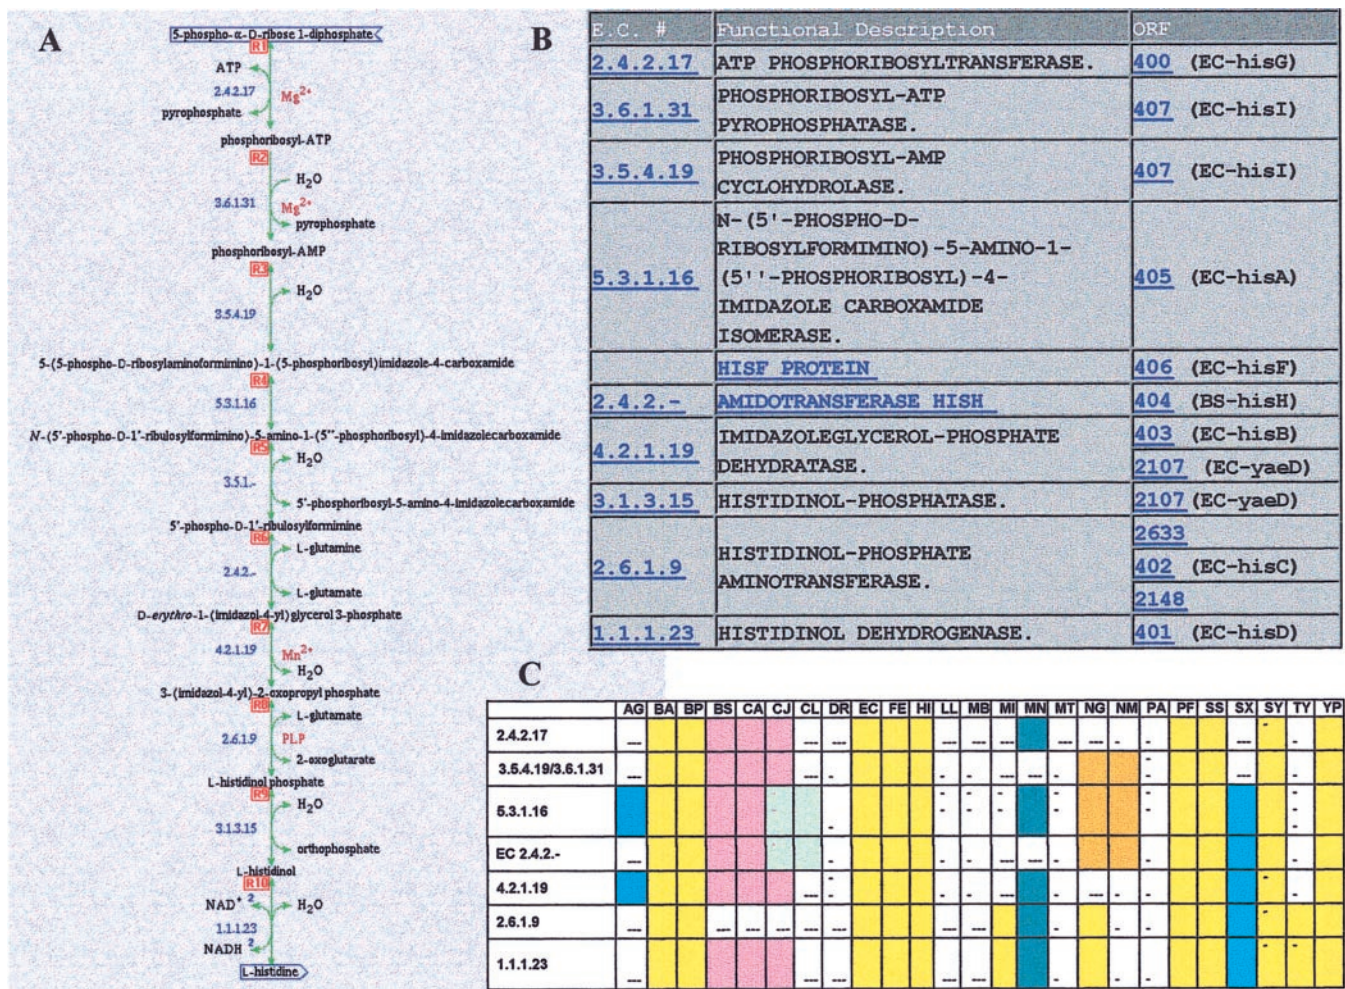 A
5-phospho-α-D-ribose 1-diphosphate
R1
ATP
2.4.2.17
Mg2+
pyrophosphate
phosphoribosyl-ATP
R2
H2O
3.6.1.31
Mg2+
pyrophosphate
phosphoribosyl-AMP
R3
H2O
3.5.4.19
5-(5-phospho-D-ribosylaminoformimino)-1-(5-phosphoribosyl)imidazole-4-carboxamide
R4
5.3.1.16
N-(5'-phospho-D-1'-ribulosylformimino)-5-amino-1-(5''-phosphoribosyl)-4-imidazolecarboxamide
R5
H2O
3.5.1.-
5'-phosphoribosyl-5-amino-4-imidazolecarboxamide
5'-phospho-D-1'-ribulosylformimine
R6
L-glutamine
2.4.2.-
L-glutamate
D-erythro-1-(imidazol-4-yl)glycerol 3-phosphate
R7
4.2.1.19
Mn2+
H2O
3-(imidazol-4-yl)-2-oxopropyl phosphate
R8
L-glutamate
2.6.1.9
PLP
2-oxoglutarate
L-histidinol phosphate
R9
H2O
3.1.3.15
orthophosphate
L-histidinol
R10
NAD+ 2
H2O
1.1.1.23
NADH 2
L-histidine
B
E.C. # Functional Description ORF
2.4.2.17 ATP PHOSPHORIBOSYLTRANSFERASE. 400 (EC-hisG)
3.6.1.31 PHOSPHORIBOSYL-ATP 407 (EC-hisI)
PYROPHOSPHATASE.
3.5.4.19 PHOSPHORIBOSYL-AMP 407 (EC-hisI)
CYCLOHYDROLASE.
N-(5'-PHOSPHO-D-
RIBOSYLFORMIMINO)-5-AMINO-1-
5.3.1.16 (5''-PHOSPHORIBOSYL)-4- 405 (EC-hisA)
IMIDAZOLE CARBOXAMIDE
ISOMERASE.
HISF PROTEIN 406 (EC-hisF)
2.4.2.- AMIDOTRANSFERASE HISH 404 (BS-hisH)
4.2.1.19 IMIDAZOLEGLYCEROL-PHOSPHATE 403 (EC-hisB)
DEHYDRATASE. 2107 (EC-yaeD)
3.1.3.15 HISTIDINOL-PHOSPHATASE. 2107 (EC-yaeD)
2633
2.6.1.9 HISTIDINOL-PHOSPHATE 402 (EC-hisC)
AMINOTRANSFERASE.
2148
1.1.1.23 HISTIDINOL DEHYDROGENASE. 401 (EC-hisD)
C
AG BA BP BS CA CJ CL DR EC FE HI LL MB MI MN MT NG NM PA PF SS SX SY TY YP
2.4.2.17
3.5.4.19/3.6.1.31
5.3.1.16
EC 2.4.2.-
4.2.1.19
2.6.1.9
1.1.1.23